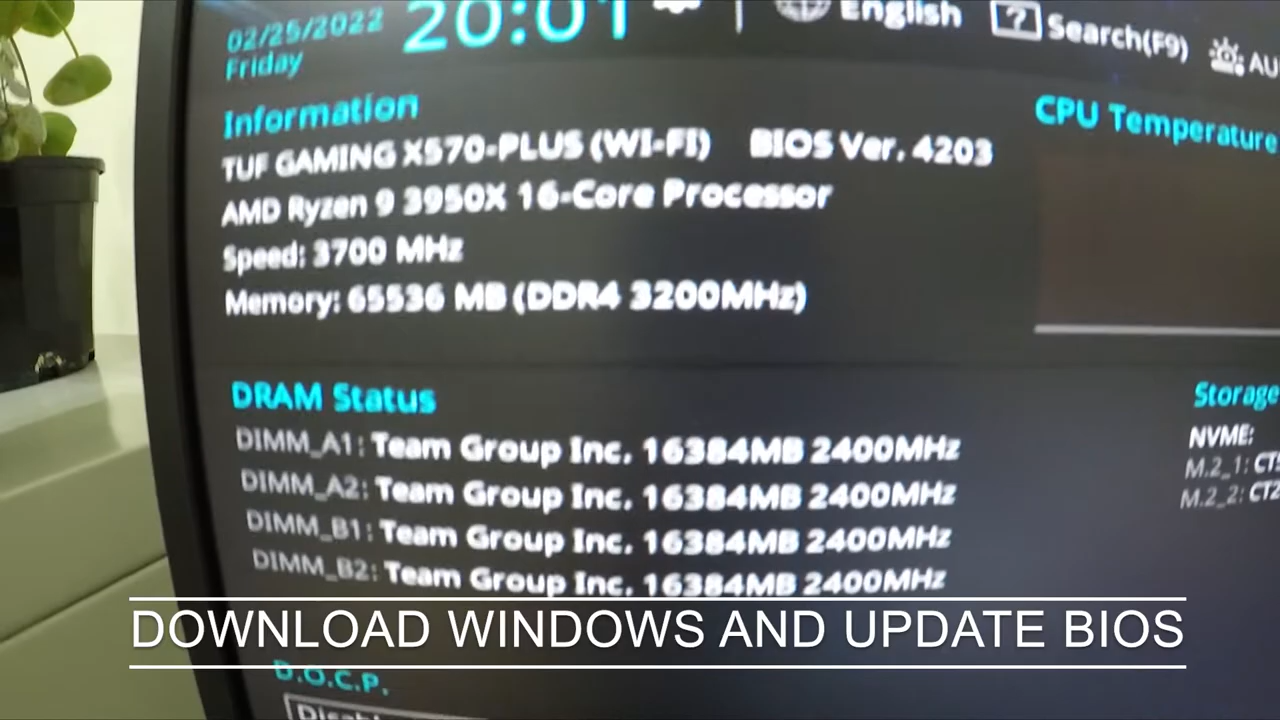 02/25/2022
Friday
20:01
English
Search(F9)
AU
Information
TUF GAMING X570-PLUS (WI-FI) BIOS Ver. 4203
AMD Ryzen 9 3950X 16-Core Processor
Speed: 3700 MHz
Memory: 65536 MB (DDR4 3200MHz)
CPU Temperature
DRAM Status
DIMM_A1: Team Group Inc. 16384MB 2400MHz
DIMM_A2: Team Group Inc. 16384MB 2400MHz
DIMM_B1: Team Group Inc. 16384MB 2400MHz
DIMM_B2: Team Group Inc. 16384MB 2400MHz
Storage
NVME:
M.2_1: CT5
M.2_2: CT2
DOWNLOAD WINDOWS AND UPDATE BIOS
D.O.C.P.